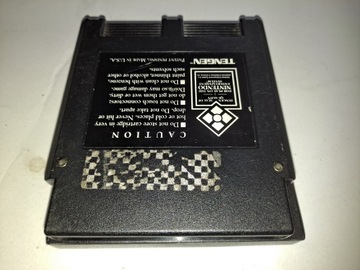 CAUTION
■ Do not store cartridge in very
hot or cold places. Never hit or
drop. Do not take apart.
■ Do not touch connectors;
do not get them wet or dirty.
Doing so may damage game.
■ Do not clean with benzene,
paint thinner, alcohol or other
such solvents.
Patent pending. Made in U.S.A.
NINTENDO
TENGEN